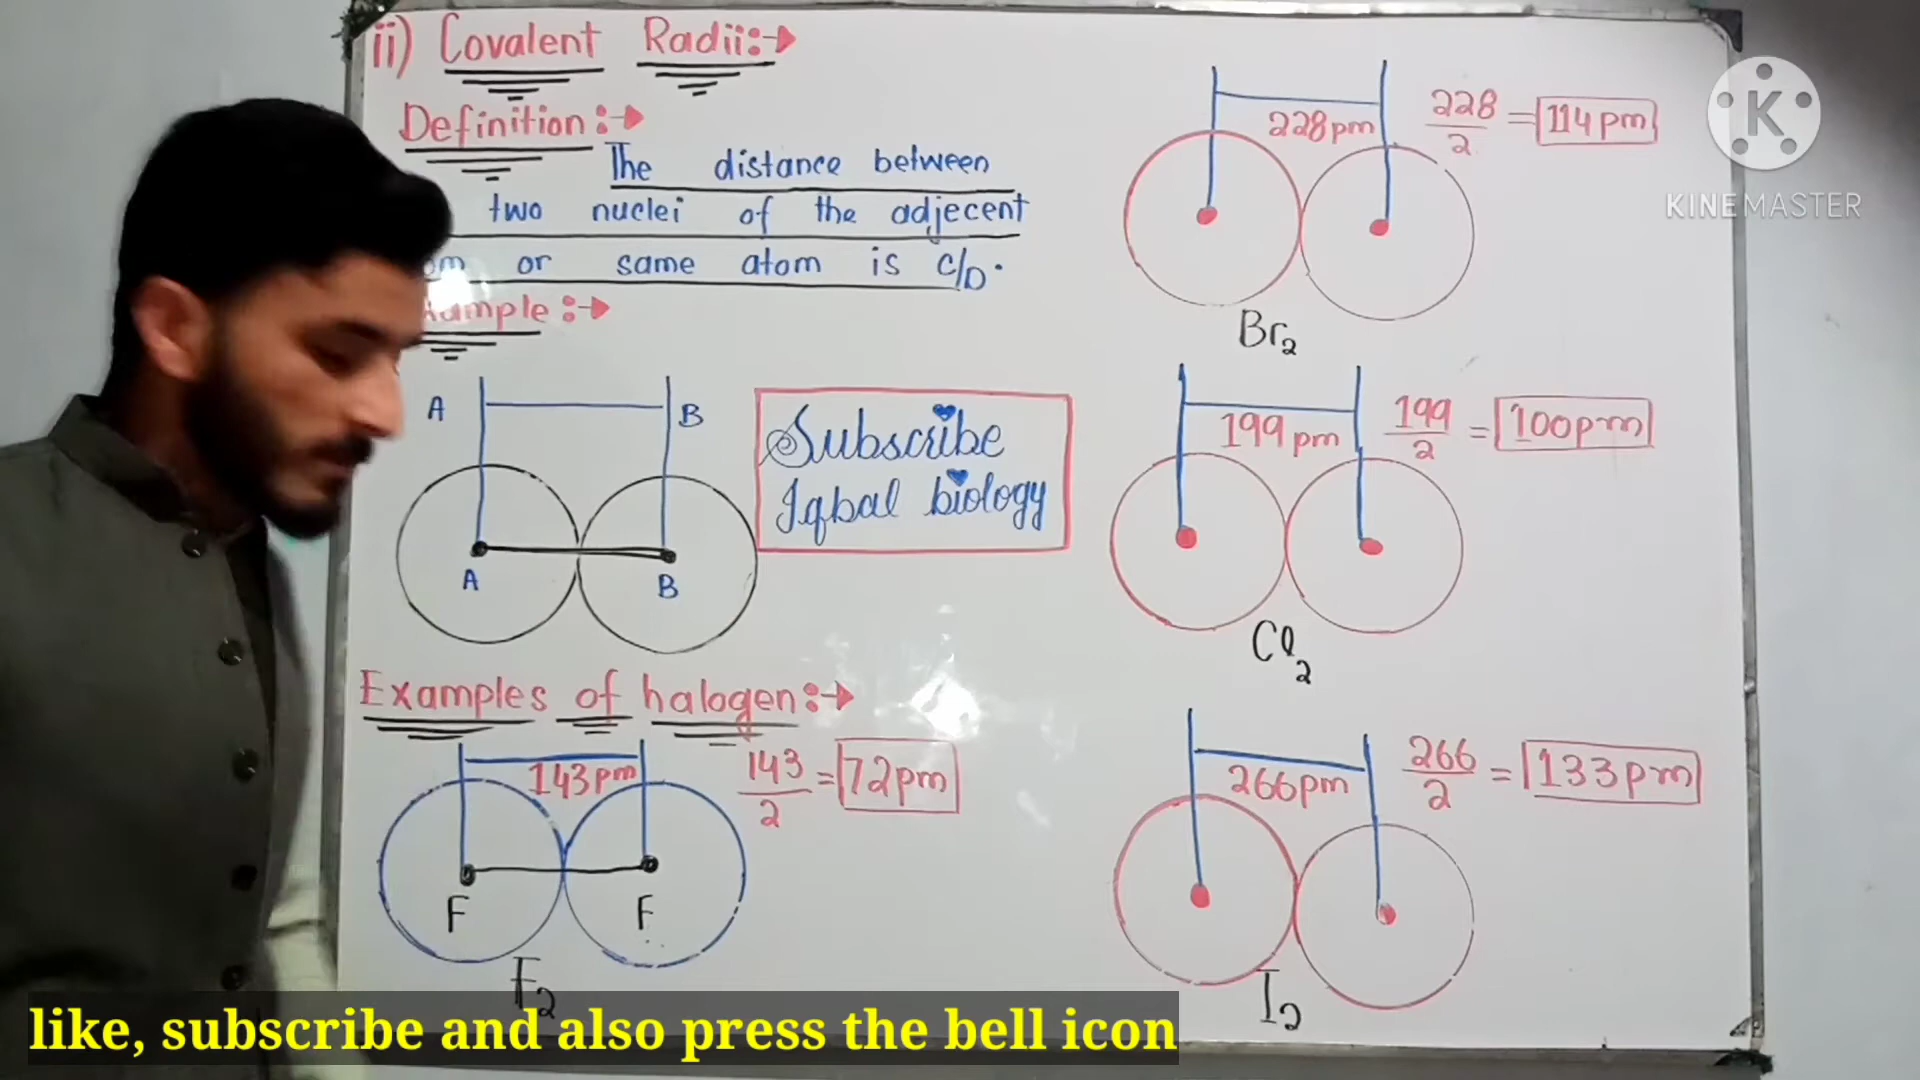 ii) Covalent Radii:→
Definition:→
The distance between
two nuclei of the adjecent
or same atom is c/D.
:→
A
B
A
B
Subscribe
Iqbal biology
Examples of halogen:→
143pm
143/2 = 72pm
F
F
F2
228pm
228/2 = 114pm
Br2
199pm
199/2 = 100pm
Cl2
266pm
266/2 = 133pm
I2
K
KINEMASTER
like, subscribe and also press the bell icon